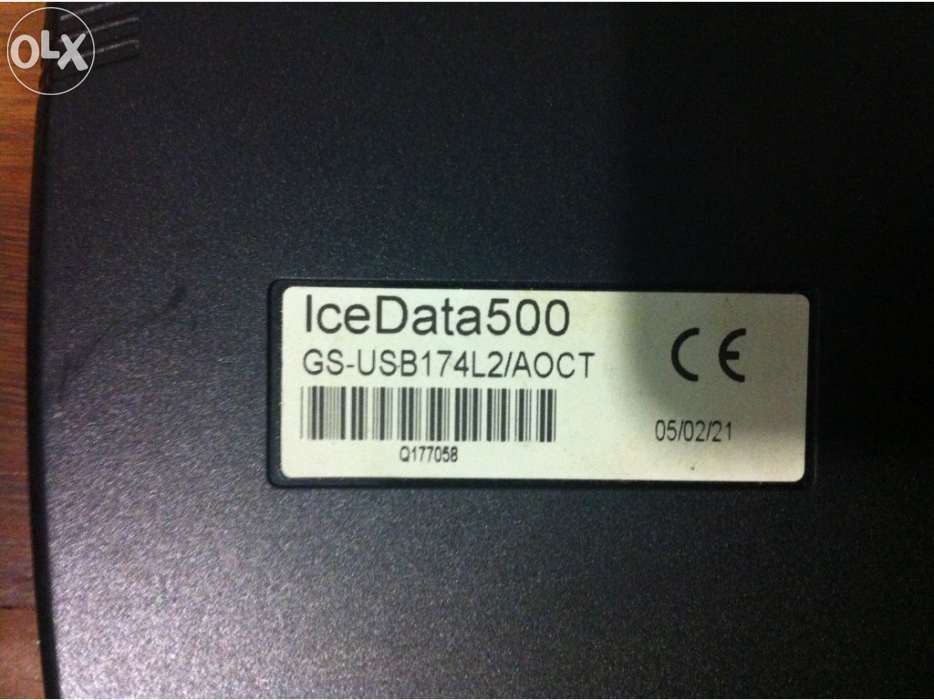 OLX
IceData500
GS-USB174L2/AOCT
CE
Q177058
05/02/21